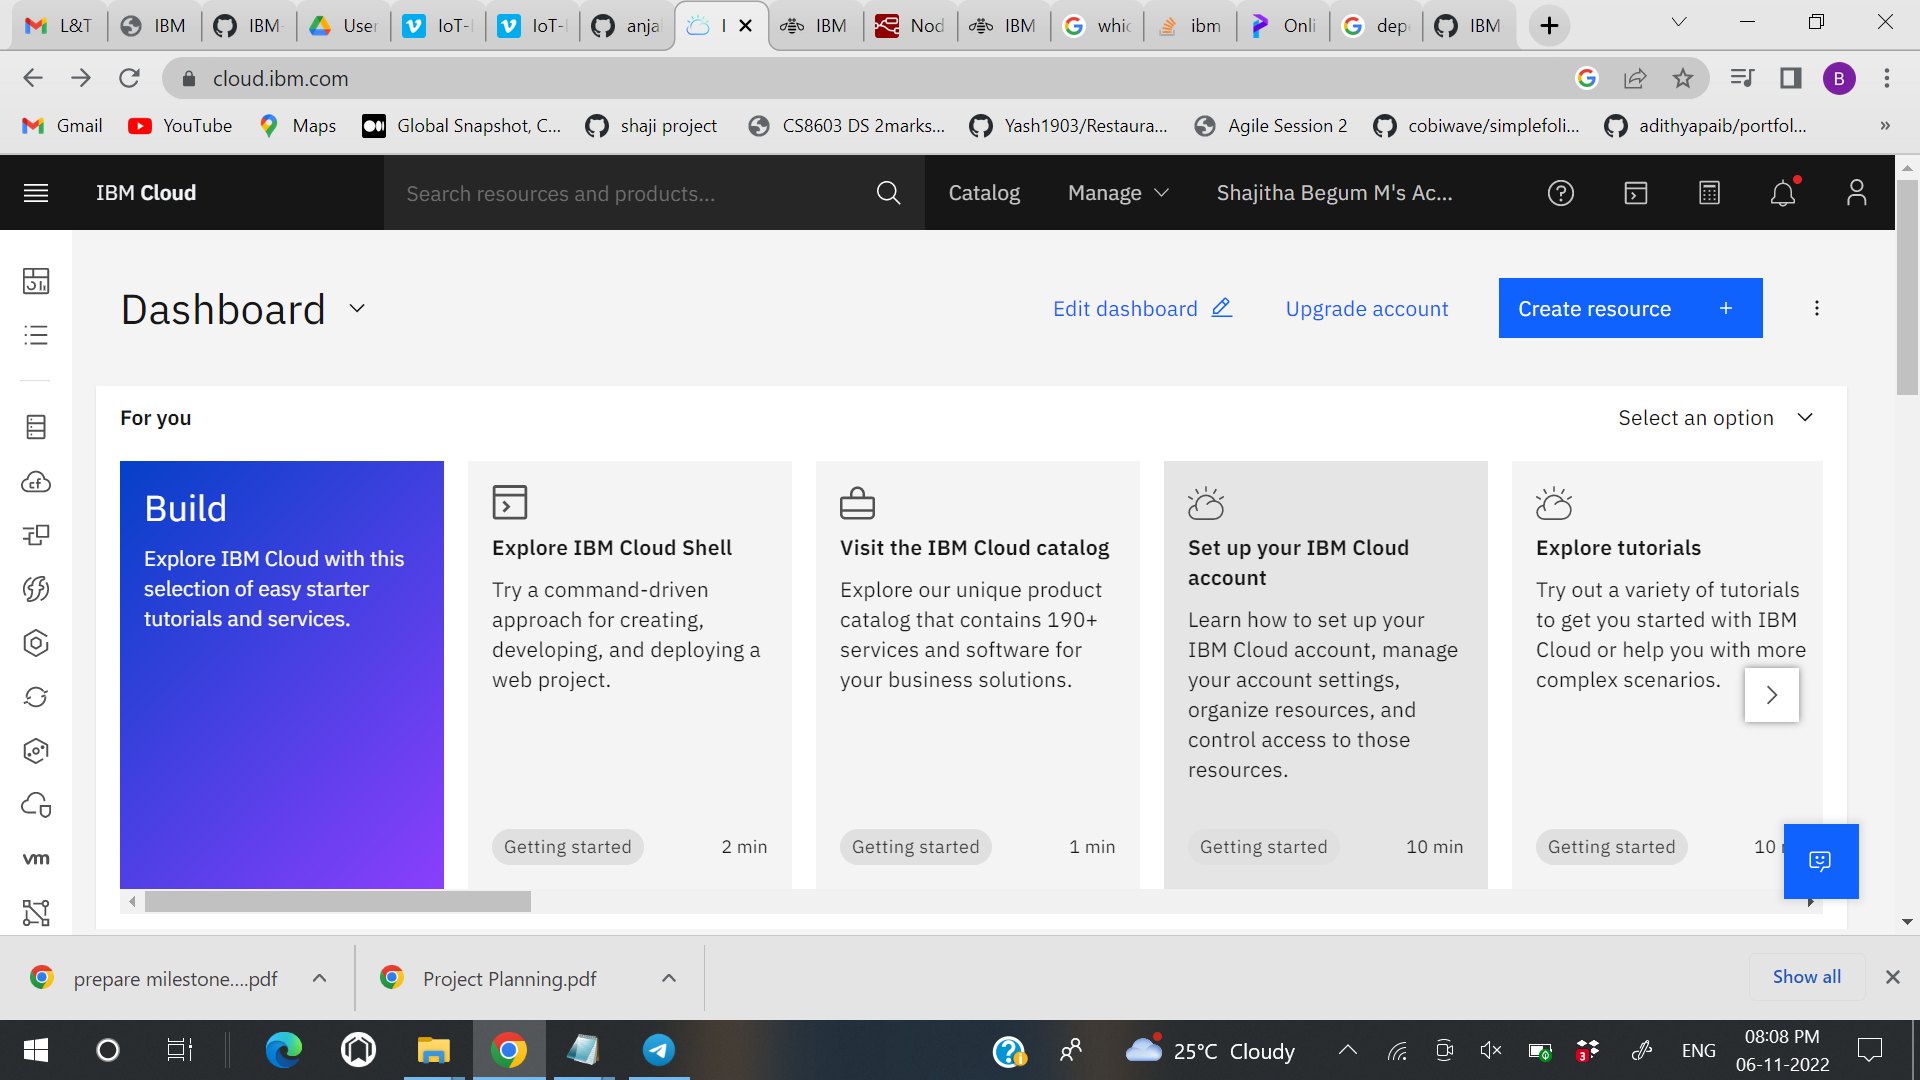 L&T
IBM
IBM-
User
IoT-
IoT-
anja
I
IBM
Nod
IBM
whic
ibm
Onli
dep
IBM
cloud.ibm.com
B
Gmail
YouTube
Maps
Global Snapshot, C...
shaji project
CS8603 DS 2marks...
Yash1903/Restaura...
Agile Session 2
cobiwave/simplefoli...
adithyapaib/portfol...
»
IBM Cloud
Search resources and products...
Catalog
Manage
Shajitha Begum M's Ac...
Dashboard
Edit dashboard
Upgrade account
Create resource +
For you
Select an option
Build
Explore IBM Cloud with this
selection of easy starter
tutorials and services.
Explore IBM Cloud Shell
Try a command-driven
approach for creating,
developing, and deploying a
web project.
Getting started
2 min
Visit the IBM Cloud catalog
Explore our unique product
catalog that contains 190+
services and software for
your business solutions.
Getting started
1 min
Set up your IBM Cloud
account
Learn how to set up your
IBM Cloud account, manage
your account settings,
organize resources, and
control access to those
resources.
Getting started
10 min
Explore tutorials
Try out a variety of tutorials
to get you started with IBM
Cloud or help you with more
complex scenarios.
Getting started
10
cf
vm
prepare milestone....pdf
Project Planning.pdf
Show all
25°C Cloudy
3
ENG
08:08 PM
06-11-2022